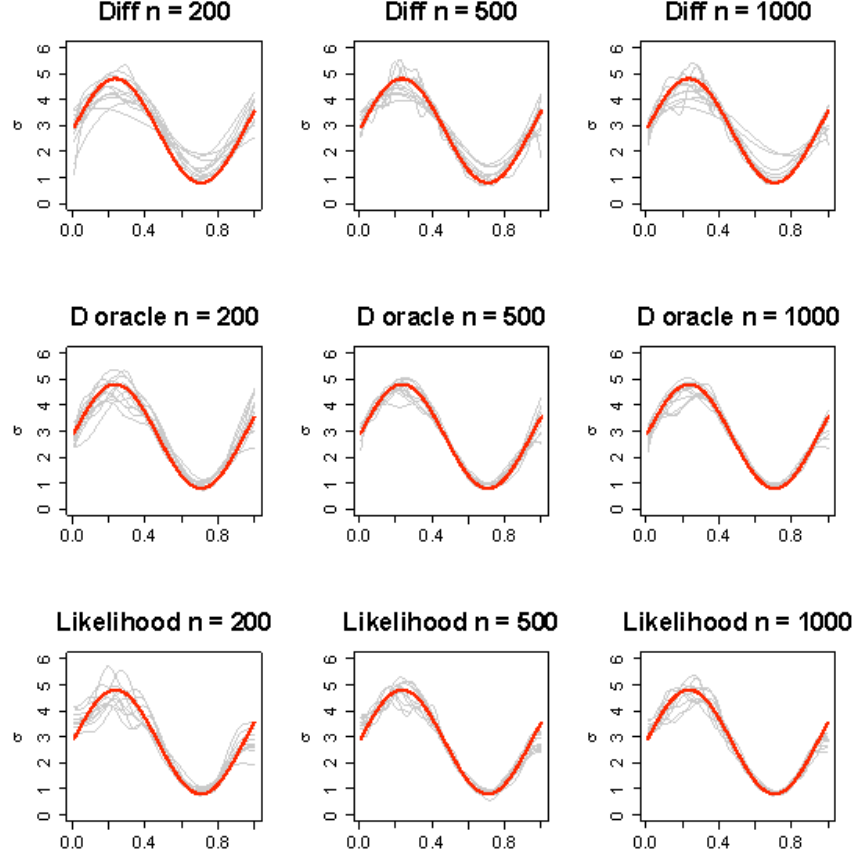 Diff n = 200
Diff n = 500
Diff n = 1000
σ
0 1 2 3 4 5 6
0.0 0.4 0.8
σ
0 1 2 3 4 5 6
0.0 0.4 0.8
σ
0 1 2 3 4 5 6
0.0 0.4 0.8
D oracle n = 200
D oracle n = 500
D oracle n = 1000
σ
0 1 2 3 4 5 6
0.0 0.4 0.8
σ
0 1 2 3 4 5 6
0.0 0.4 0.8
σ
0 1 2 3 4 5 6
0.0 0.4 0.8
Likelihood n = 200
Likelihood n = 500
Likelihood n = 1000
σ
0 1 2 3 4 5 6
0.0 0.4 0.8
σ
0 1 2 3 4 5 6
0.0 0.4 0.8
σ
0 1 2 3 4 5 6
0.0 0.4 0.8